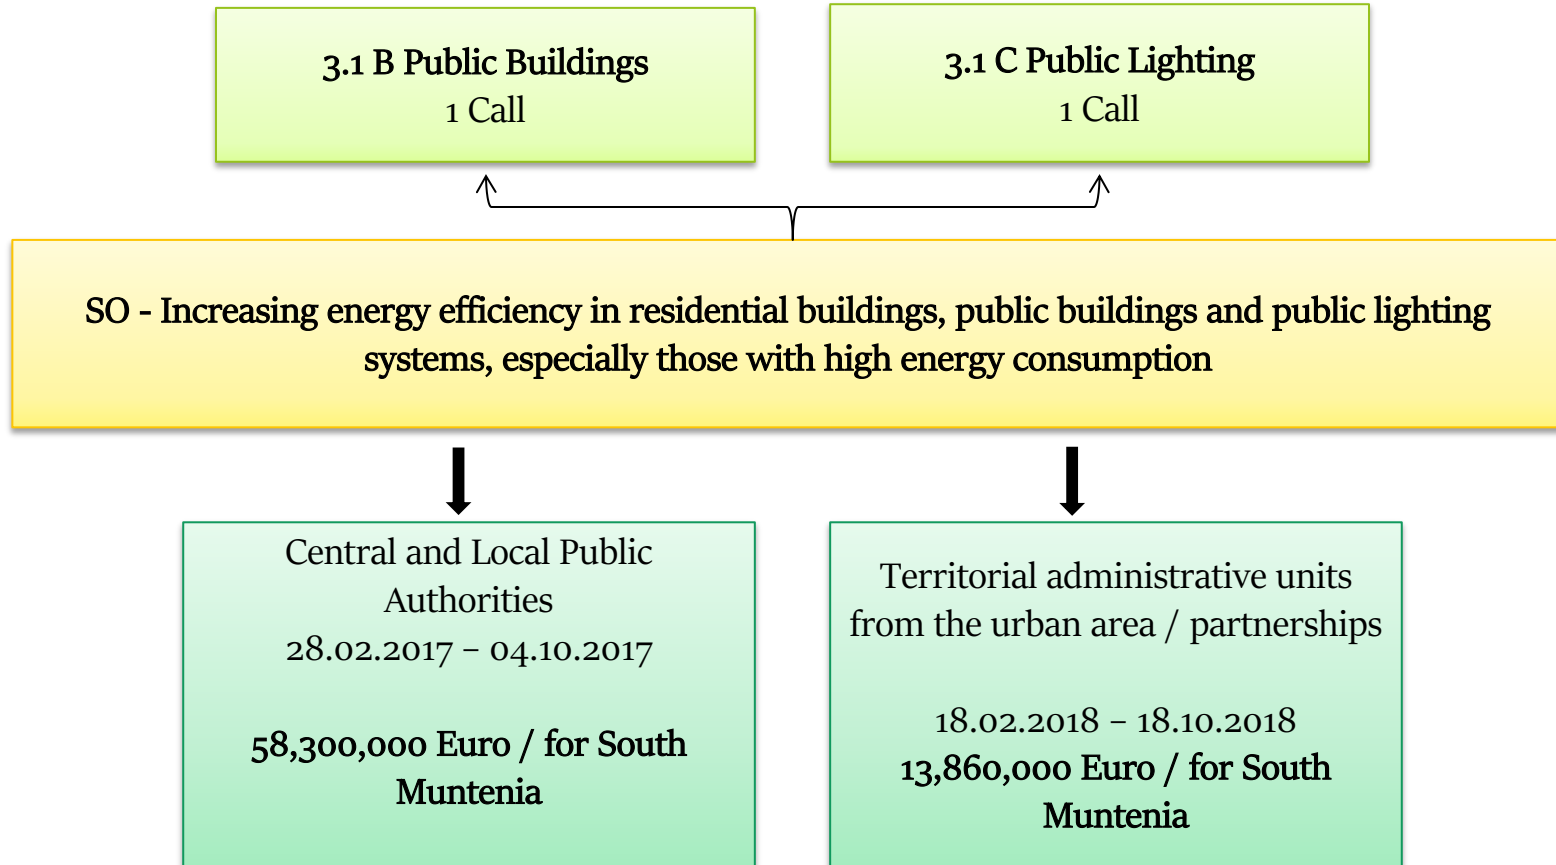 3.1 B Public Buildings
1 Call
3.1 C Public Lighting
1 Call
SO - Increasing energy efficiency in residential buildings, public buildings and public lighting
systems, especially those with high energy consumption
Central and Local Public
Authorities
28.02.2017 – 04.10.2017
58,300,000 Euro / for South
Muntenia
Territorial administrative units
from the urban area / partnerships
18.02.2018 – 18.10.2018
13,860,000 Euro / for South
Muntenia